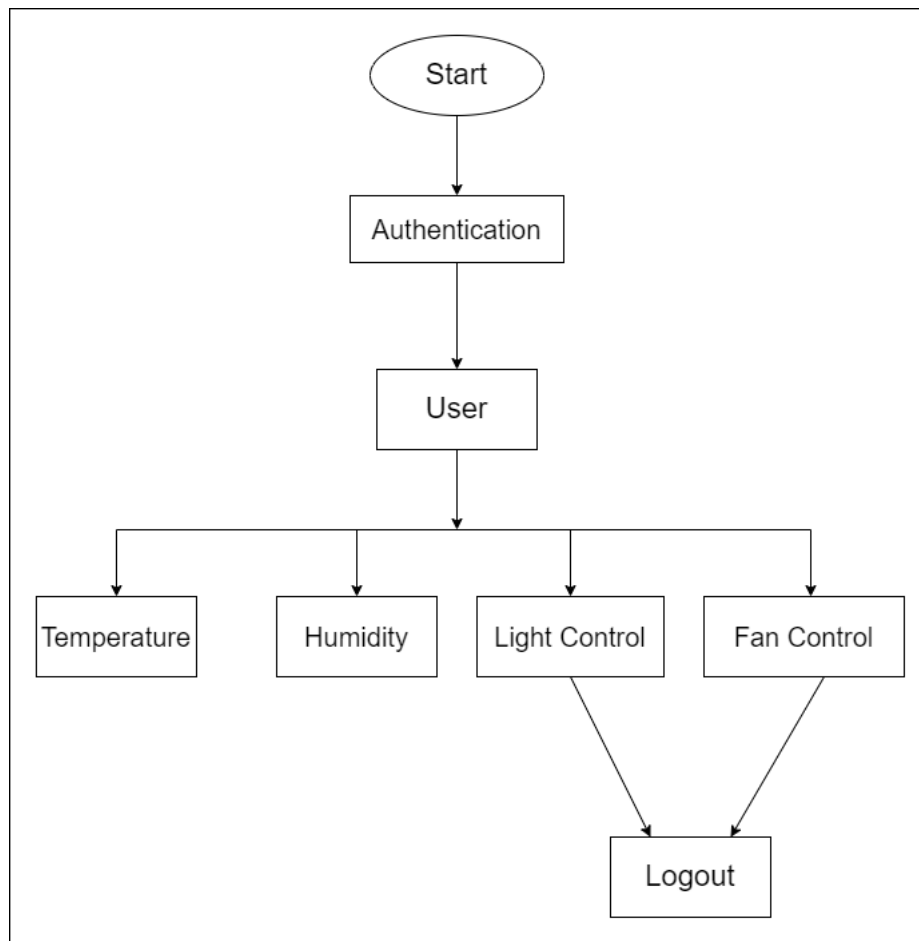 Start
Authentication
User
Temperature
Humidity
Light Control
Fan Control
Logout